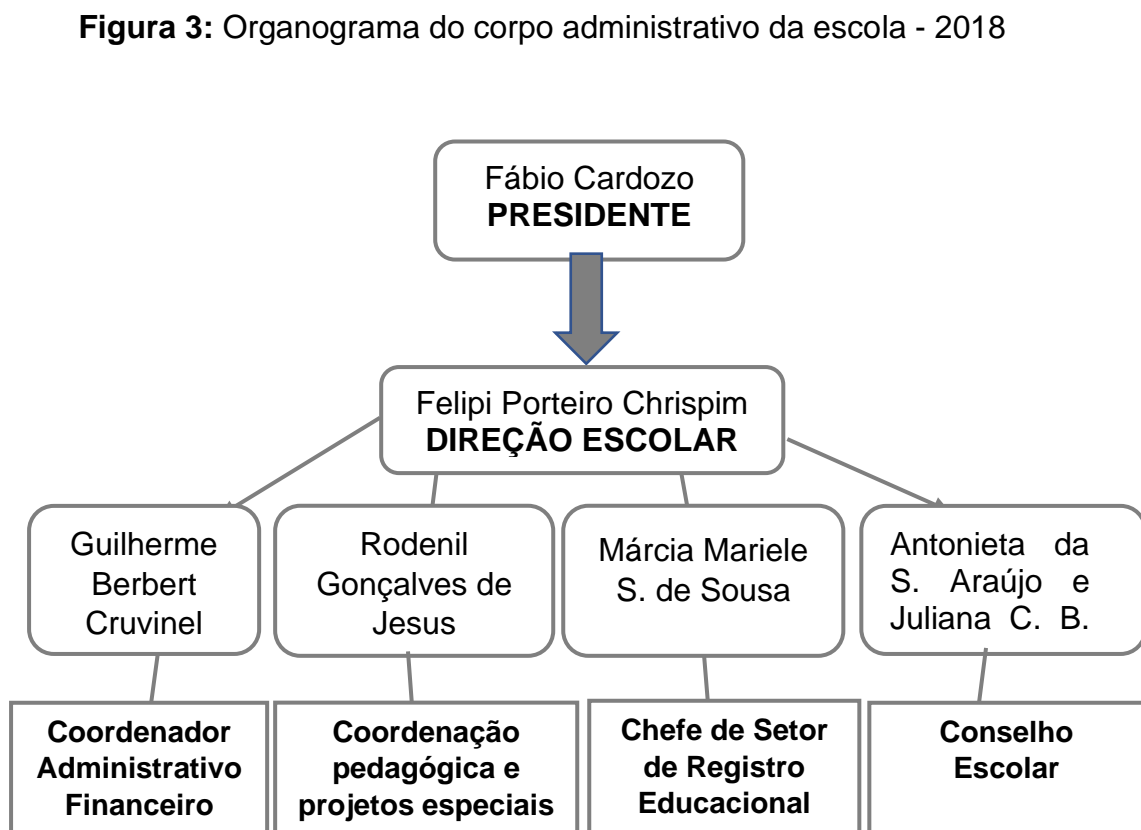 Figura 3: Organograma do corpo administrativo da escola - 2018
Fábio Cardozo
PRESIDENTE
Felipi Porteiro Chrispim
DIREÇÃO ESCOLAR
Guilherme
Berbert
Cruvinel
Rodenil
Gonçalves de
Jesus
Márcia Mariele
S. de Sousa
Antonieta da
S. Araújo e
Juliana C. B.
Coordenador
Administrativo
Financeiro
Coordenação
pedagógica e
projetos especiais
Chefe de Setor
de Registro
Educacional
Conselho
Escolar